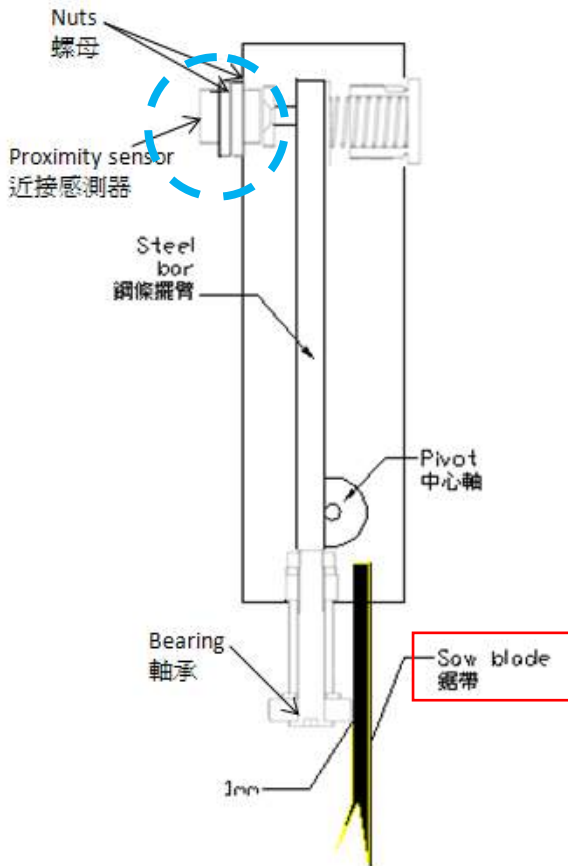 Nuts
螺母
Proximity sensor
近接感測器
Steel
bar
鋼條擺臂
Pivot
中心軸
Bearing
軸承
Saw blade
鋸帶
1mm